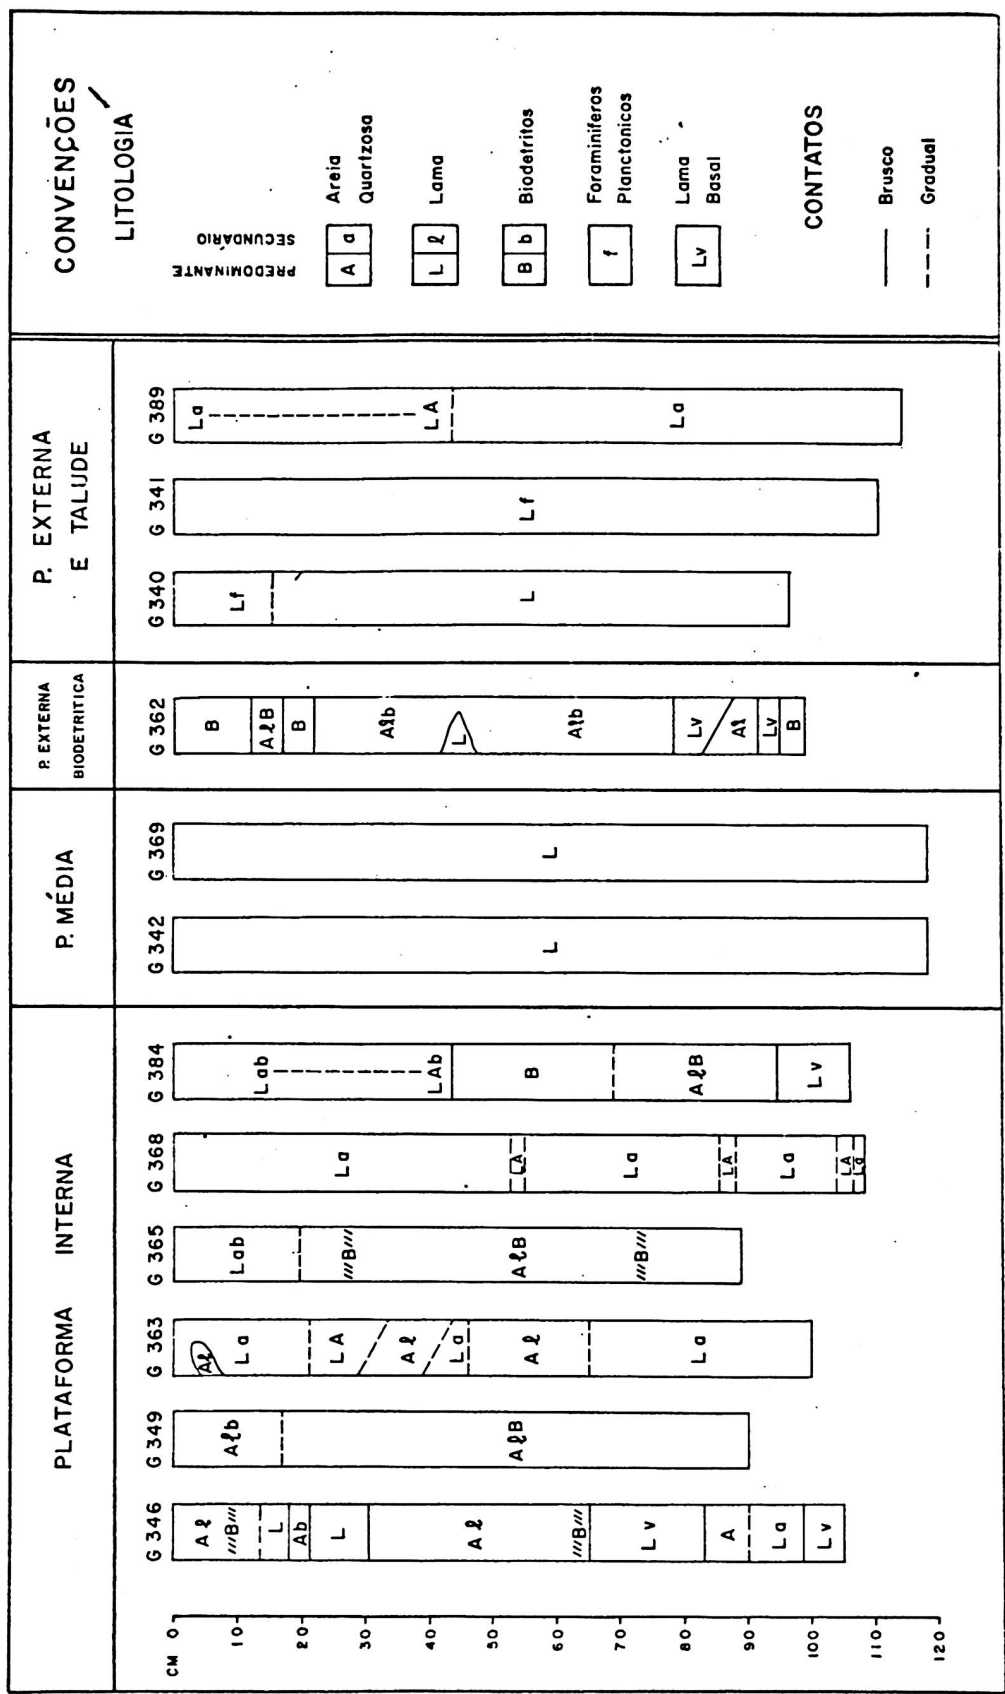 PLATAFORMA INTERNA
P. MÉDIA
P. EXTERNA
BIODETRITICA
P. EXTERNA
E TALUDE
CM
0
10
20
30
40
50
60
70
80
90
100
110
120
G 346
Aℓ
///B///
L
Ab
L
Aℓ
///B///
Lv
A
La
Lv
G 349
Aℓb
AℓB
G 363
Aℓ
La
LA
Aℓ
La
Aℓ
La
G 365
Lab
///B///
AℓB
///B///
G 368
La
LA
La
LA
La
LA
La
G 384
Lab
LAb
B
AℓB
Lv
G 342
L
G 369
L
G 362
B
AℓB
B
Aℓb
L
Aℓb
Lv
Aℓ
Lv
B
G 340
Lf
L
G 341
Lf
G 389
La
LA
La
CONVENÇÕES
LITOLOGIA
PREDOMINANTE
SECUNDÁRIO
A a Areia
Quartzosa
L ℓ Lama
B b Biodetritos
f Foraminíferos
Planctonicos
Lv Lama
Basal
CONTATOS
Brusco
Gradual